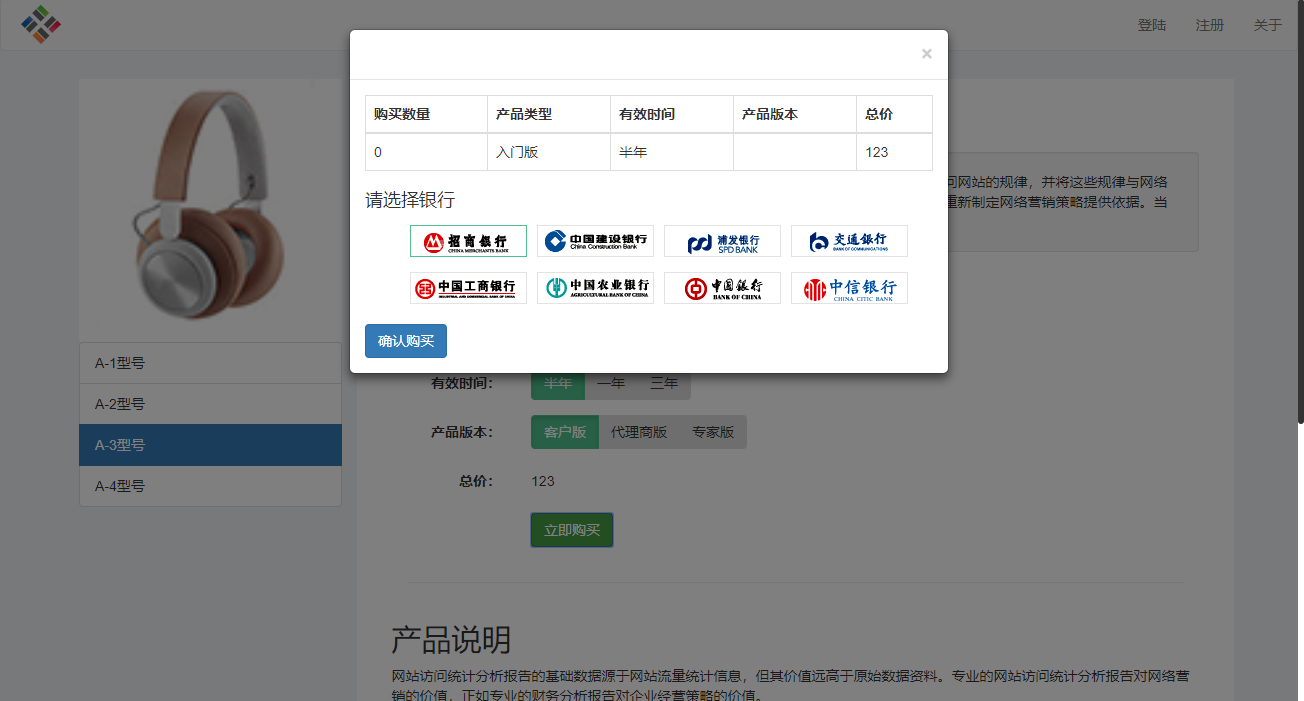 登陆 注册 关于
×
购买数量 产品类型 有效时间 产品版本 总价
0 入门版 半年 123
请选择银行
招商银行 CHINA MERCHANTS BANK
中国建设银行 China Construction Bank
浦发银行 SPD BANK
交通银行 BANK OF COMMUNICATIONS
中国工商银行 INDUSTRIAL AND COMMERCIAL BANK OF CHINA
中国农业银行 AGRICULTURAL BANK OF CHINA
中国银行 BANK OF CHINA
中信银行 CHINA CITIC BANK
确认购买
问网站的规律，并将这些规律与网络
重新制定网络营销策略提供依据。当
A-1型号
A-2型号
A-3型号
A-4型号
有效时间： 半年 一年 三年
产品版本： 客户版 代理商版 专家版
总价： 123
立即购买
产品说明
网站访问统计分析报告的基础数据源于网站流量统计信息，但其价值远高于原始数据资料。专业的网站访问统计分析报告对网络营
销的价值，正如专业的财务分析报告对企业经营策略的价值。